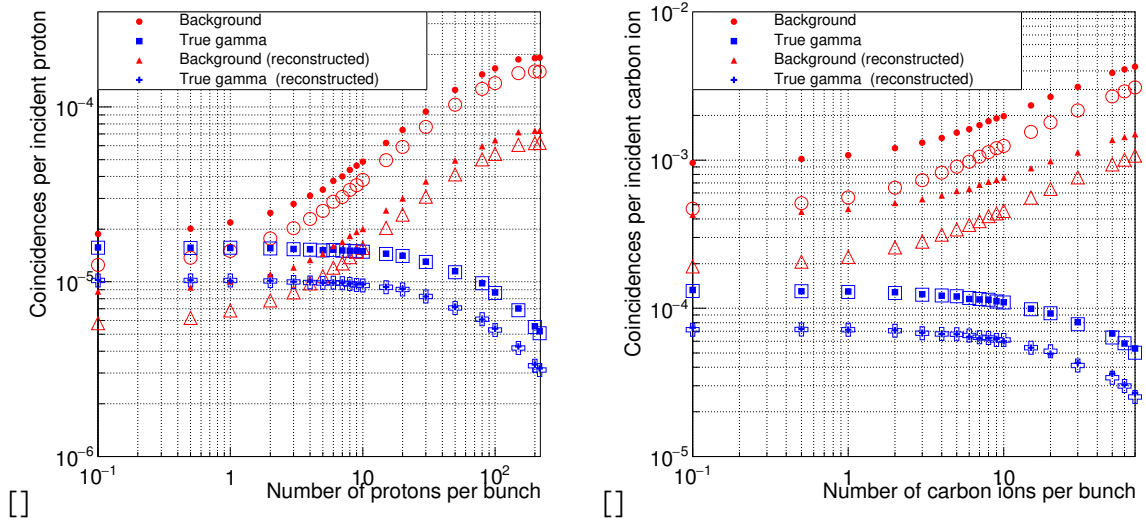 Coincidences per incident proton
10⁻⁴
10⁻⁵
10⁻⁶
Background
True gamma
Background (reconstructed)
True gamma (reconstructed)
10⁻¹ 1 10 10²
Number of protons per bunch
[]
Coincidences per incident carbon ion
10⁻²
10⁻³
10⁻⁴
10⁻⁵
Background
True gamma
Background (reconstructed)
True gamma (reconstructed)
10⁻¹ 1 10
Number of carbon ions per bunch
[]